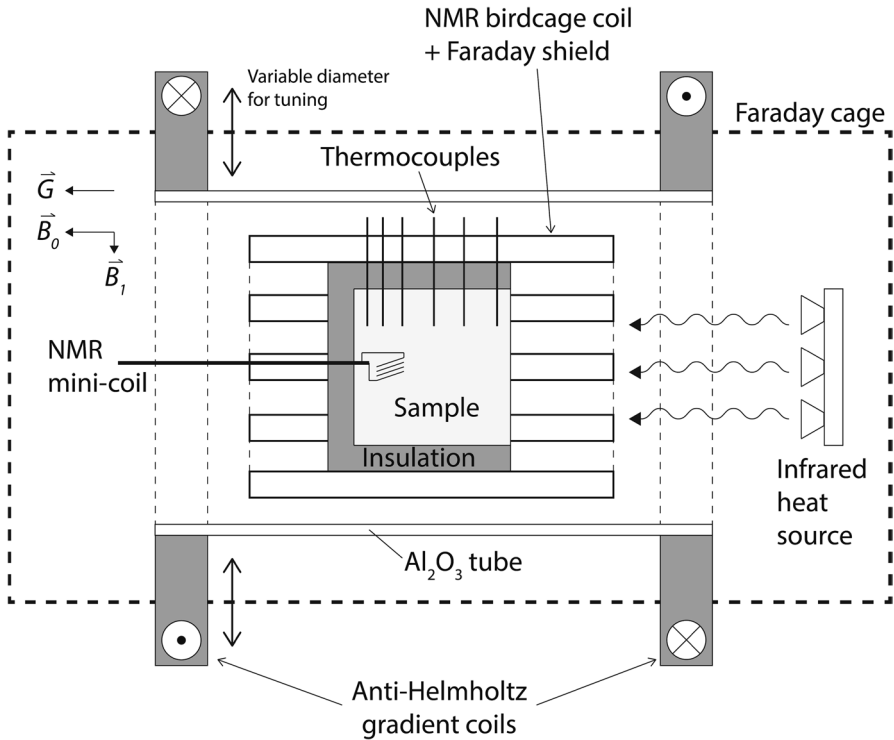 NMR birdcage coil
+ Faraday shield
Variable diameter
for tuning
Faraday cage
Thermocouples
G
B0
B1
NMR
mini-coil
Sample
Insulation
Infrared
heat
source
Al2O3 tube
Anti-Helmholtz
gradient coils